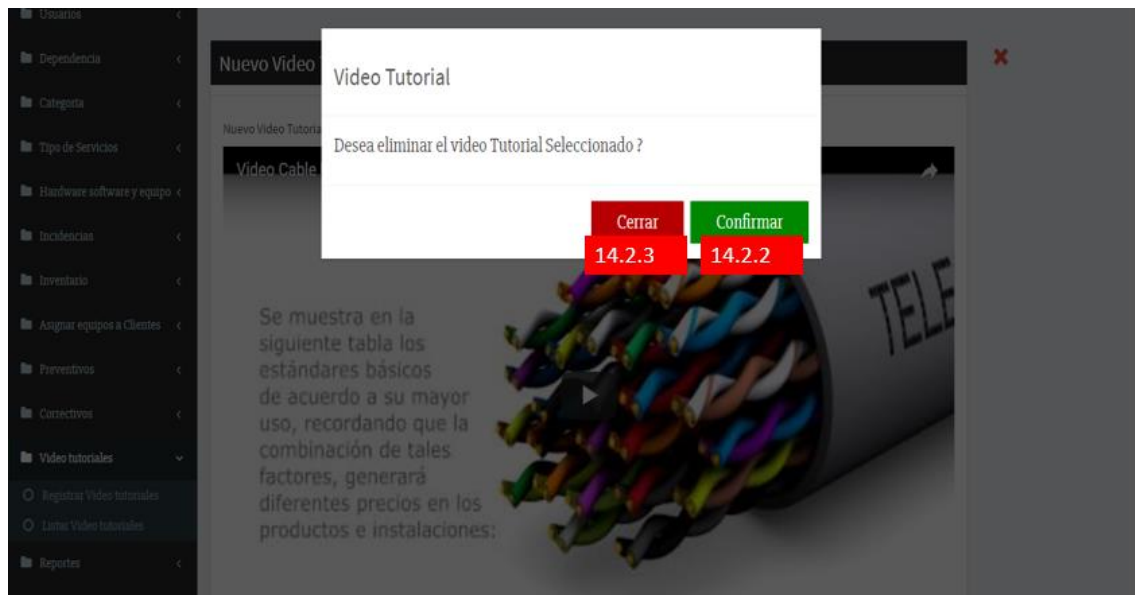 Usuarios
Dependencia
Categoria
Tipo de Servicios
Hardware software y equipo
Incidencias
Inventario
Asignar equipos a Clientes
Preventivos
Correctivos
Video tutoriales
Registrar Video tutoriales
Listar Video tutoriales
Reportes
Nuevo Video
Nuevo Video Tutoria
Video Cable
Video Tutorial
Desea eliminar el video Tutorial Seleccionado ?
Cerrar
Confirmar
14.2.3
14.2.2
Se muestra en la
siguiente tabla los
estándares básicos
de acuerdo a su mayor
uso, recordando que la
combinación de tales
factores, generará
diferentes precios en los
productos e instalaciones:
TELE